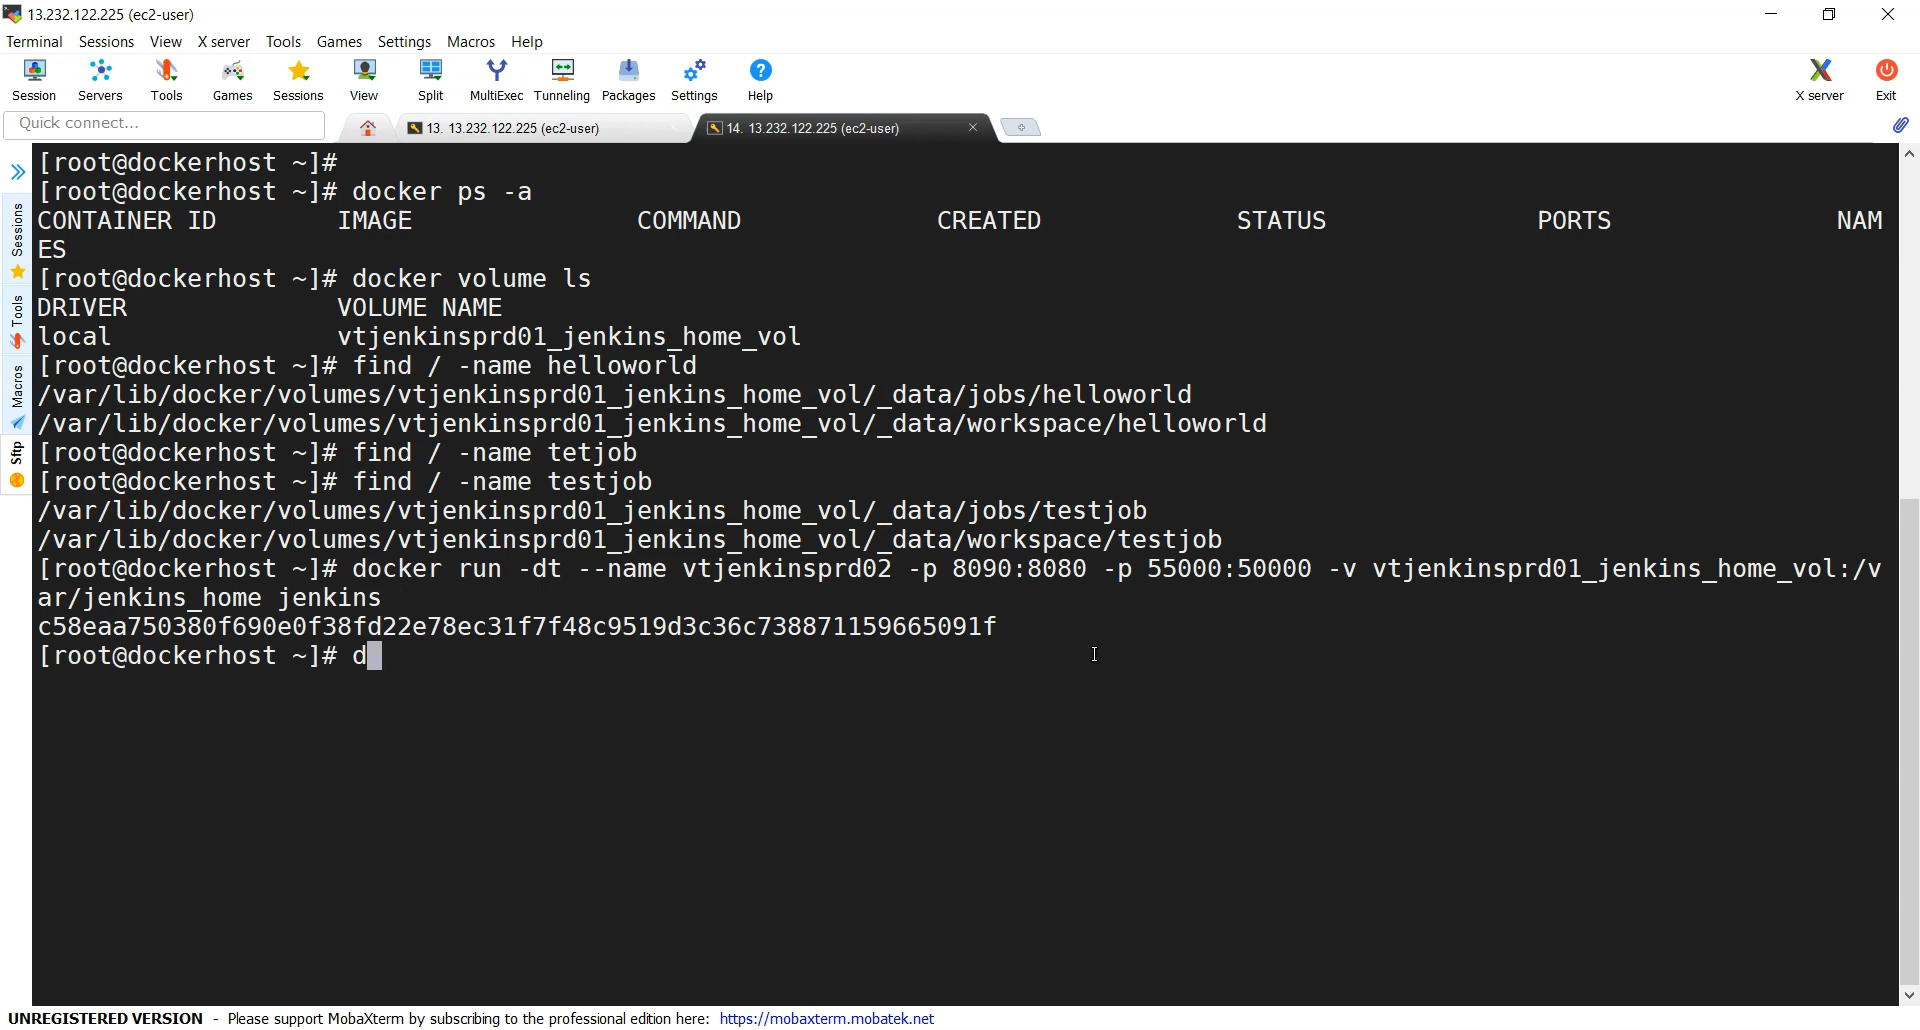 13.232.122.225 (ec2-user)
Terminal Sessions View X server Tools Games Settings Macros Help
Session Servers Tools Games Sessions View Split MultiExec Tunneling Packages Settings Help X server Exit
Quick connect...
13. 13.232.122.225 (ec2-user)
14. 13.232.122.225 (ec2-user)
Sessions
Tools
Macros
Sftp
[root@dockerhost ~]#
[root@dockerhost ~]# docker ps -a
CONTAINER ID        IMAGE               COMMAND             CREATED             STATUS              PORTS               NAM
ES
[root@dockerhost ~]# docker volume ls
DRIVER              VOLUME NAME
local               vtjenkinsprd01_jenkins_home_vol
[root@dockerhost ~]# find / -name helloworld
/var/lib/docker/volumes/vtjenkinsprd01_jenkins_home_vol/_data/jobs/helloworld
/var/lib/docker/volumes/vtjenkinsprd01_jenkins_home_vol/_data/workspace/helloworld
[root@dockerhost ~]# find / -name tetjob
[root@dockerhost ~]# find / -name testjob
/var/lib/docker/volumes/vtjenkinsprd01_jenkins_home_vol/_data/jobs/testjob
/var/lib/docker/volumes/vtjenkinsprd01_jenkins_home_vol/_data/workspace/testjob
[root@dockerhost ~]# docker run -dt --name vtjenkinsprd02 -p 8090:8080 -p 55000:50000 -v vtjenkinsprd01_jenkins_home_vol:/v
ar/jenkins_home jenkins
c58eaa750380f690e0f38fd22e78ec31f7f48c9519d3c36c738871159665091f
[root@dockerhost ~]# d
UNREGISTERED VERSION - Please support MobaXterm by subscribing to the professional edition here: https://mobaxterm.mobatek.net